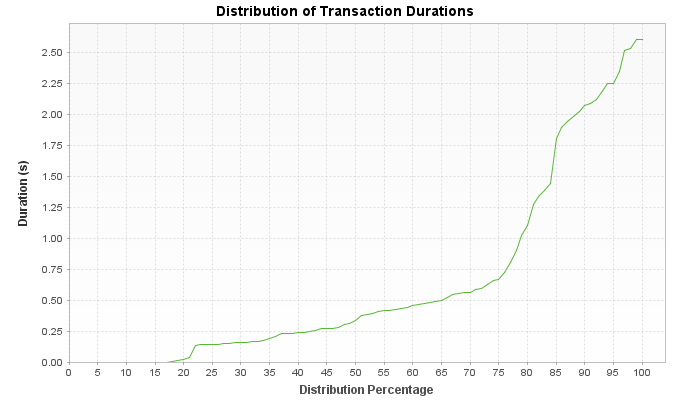 Distribution of Transaction Durations
Duration (s)
2.50
2.25
2.00
1.75
1.50
1.25
1.00
0.75
0.50
0.25
0.00
0 5 10 15 20 25 30 35 40 45 50 55 60 65 70 75 80 85 90 95 100
Distribution Percentage